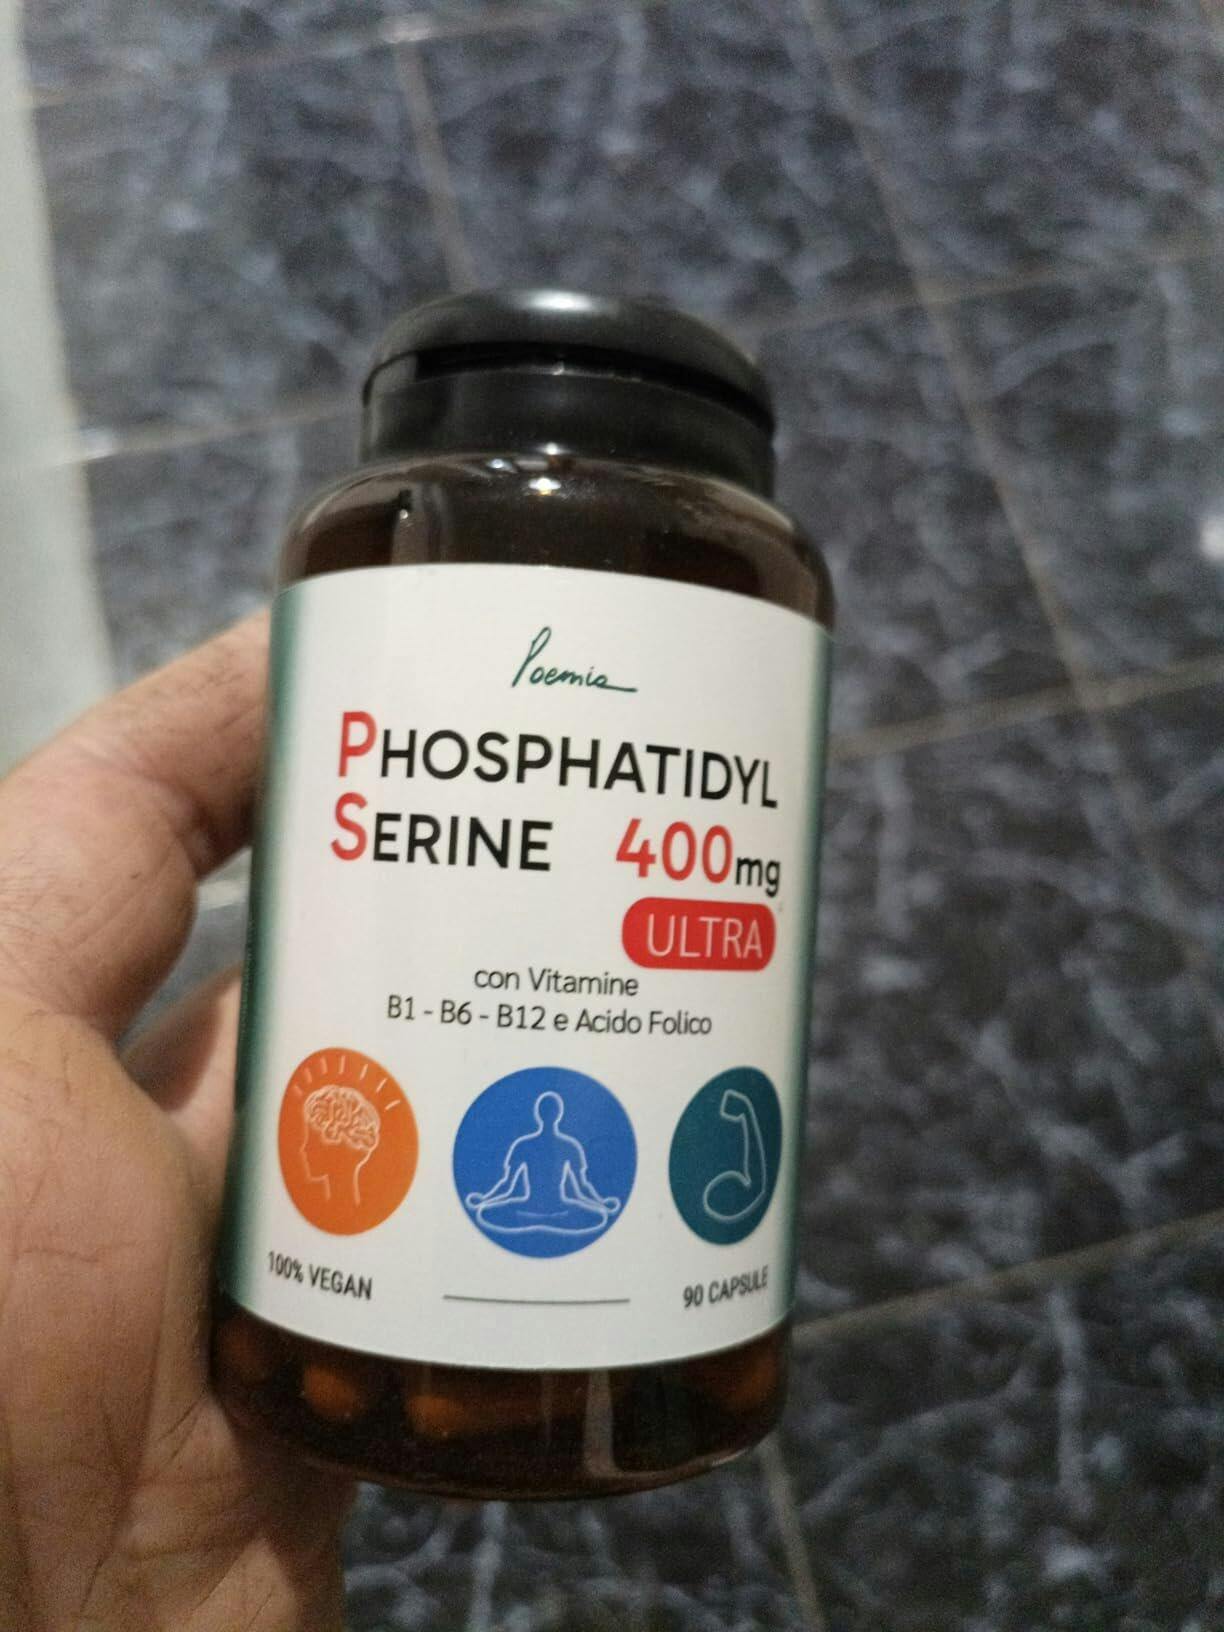 Poemia
PHOSPHATIDYL
SERINE 400mg
ULTRA
con Vitamine
B1 - B6 - B12 e Acido Folico
100% VEGAN
90 CAPSULE